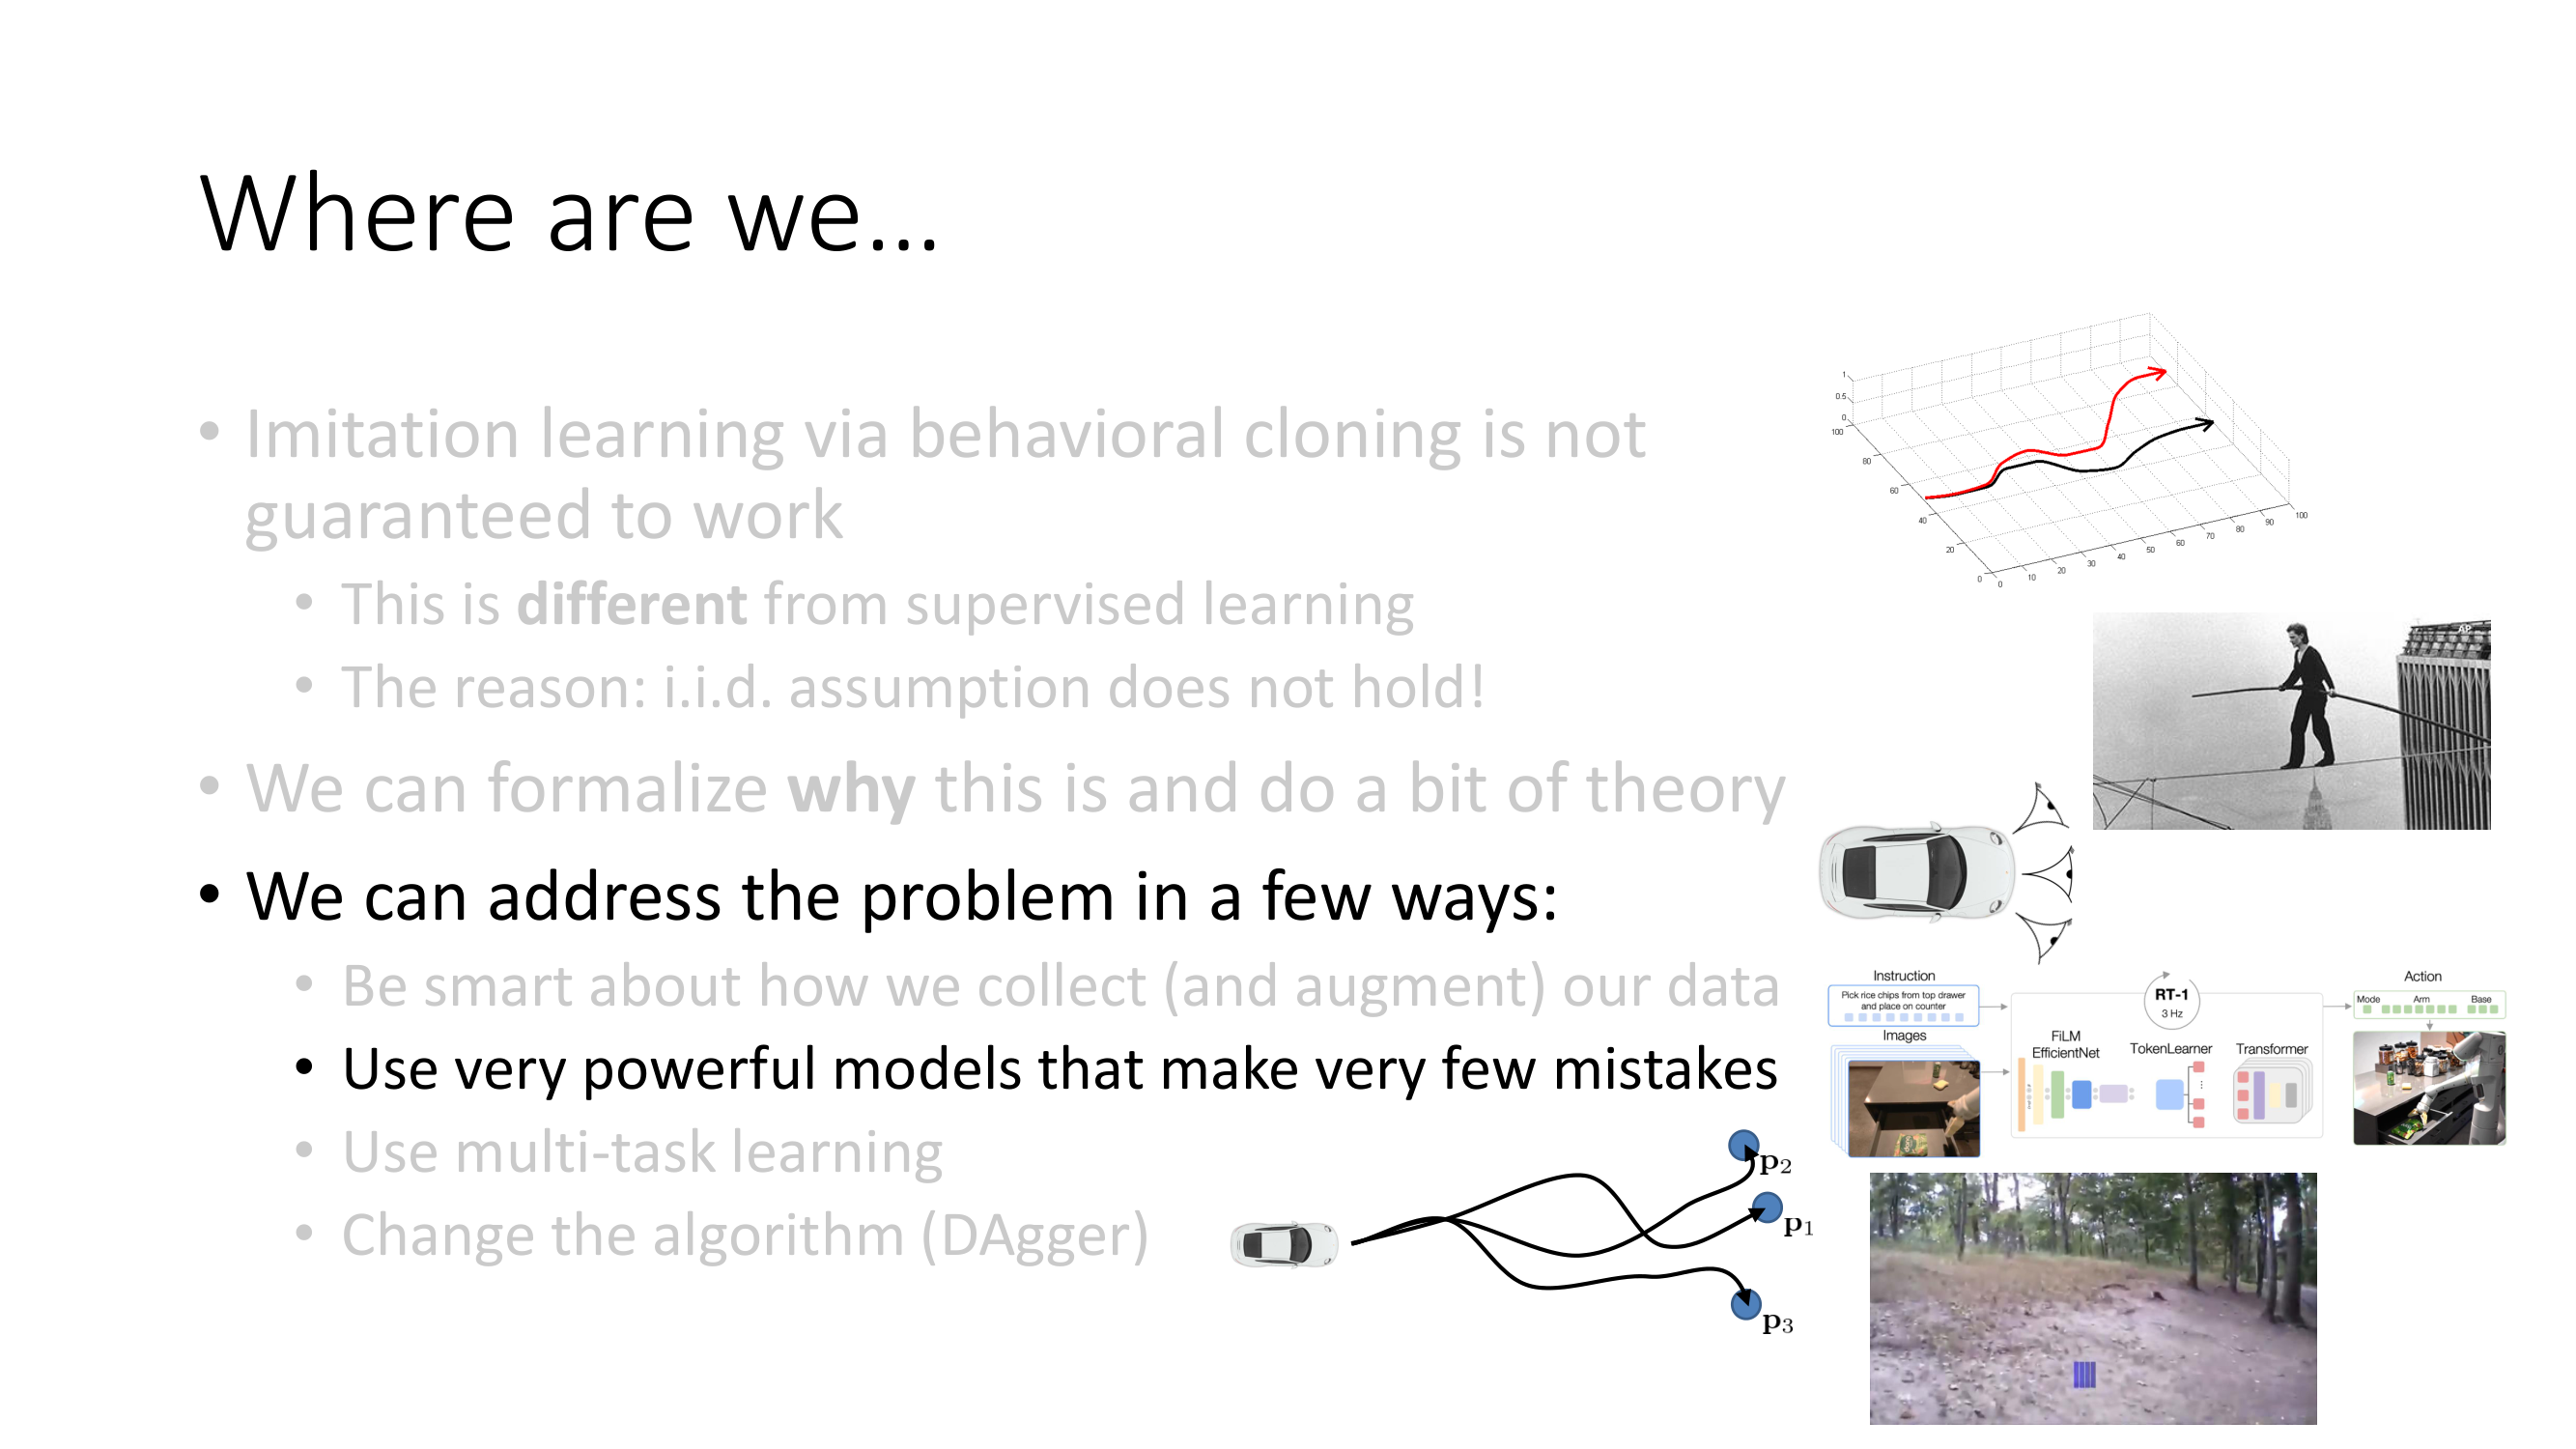 Where are we…
• Imitation learning via behavioral cloning is not
guaranteed to work
• This is different from supervised learning
• The reason: i.i.d. assumption does not hold!
• We can formalize why this is and do a bit of theory
• We can address the problem in a few ways:
• Be smart about how we collect (and augment) our data
• Use very powerful models that make very few mistakes
• Use multi-task learning
• Change the algorithm (DAgger)
1
0.5
0
100
80
60
40
20
0
0
10
20
30
40
50
60
70
80
90
100
AP
Instruction
Pick rice chips from top drawer
and place on counter
Images
RT-1
3 Hz
FiLM
EfficientNet
TokenLearner
Transformer
Action
Mode Arm Base
p2
p1
p3